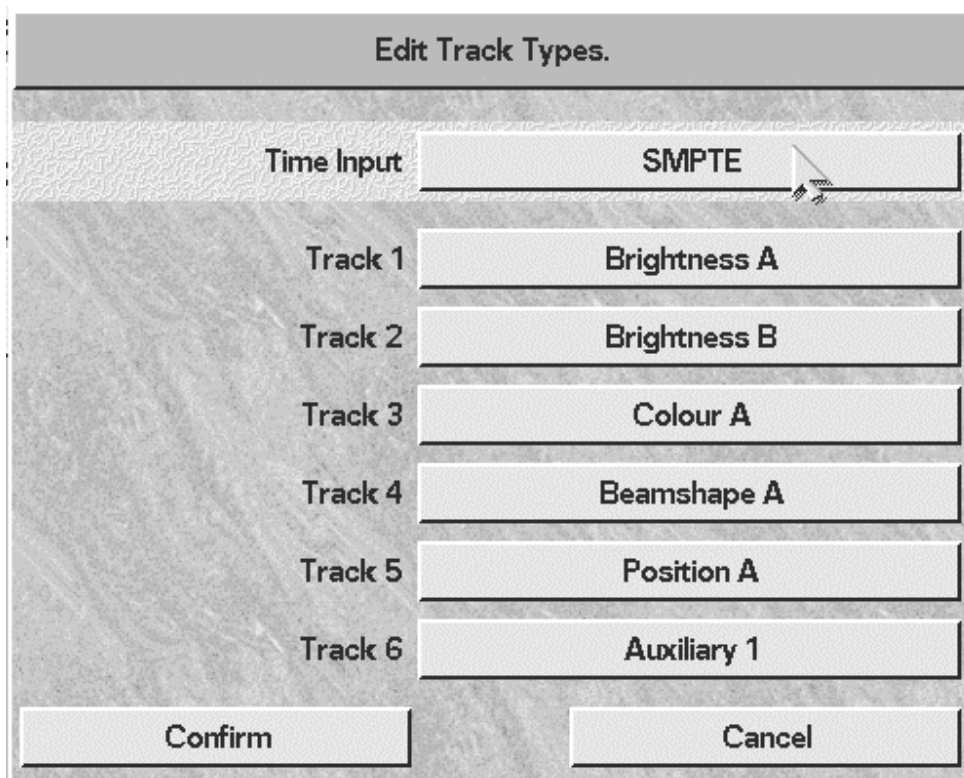 Edit Track Types.
Time Input SMPTE
Track 1 Brightness A
Track 2 Brightness B
Track 3 Colour A
Track 4 Beamshape A
Track 5 Position A
Track 6 Auxiliary 1
Confirm Cancel